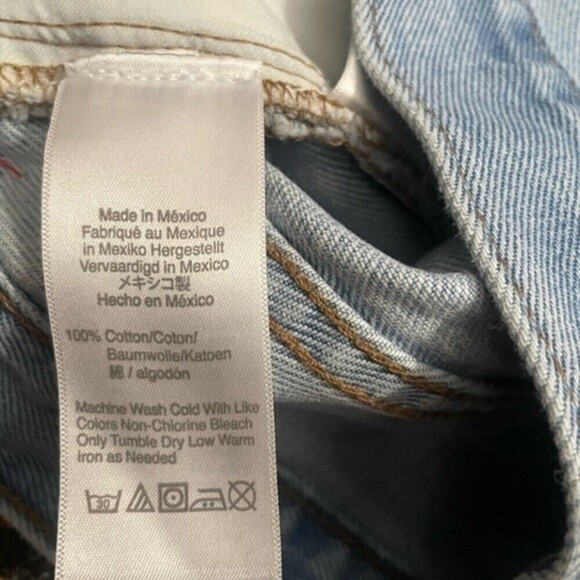 Made in México
Fabriqué au Mexique
in Mexiko Hergestellt
Vervaardigd in Mexico
メキシコ製
Hecho en México
100% Cotton/Coton/
Baumwolle/Katoen
綿 / algodón
Machine Wash Cold With Like
Colors Non-Chlorine Bleach
Only Tumble Dry Low Warm
Iron as Needed
30